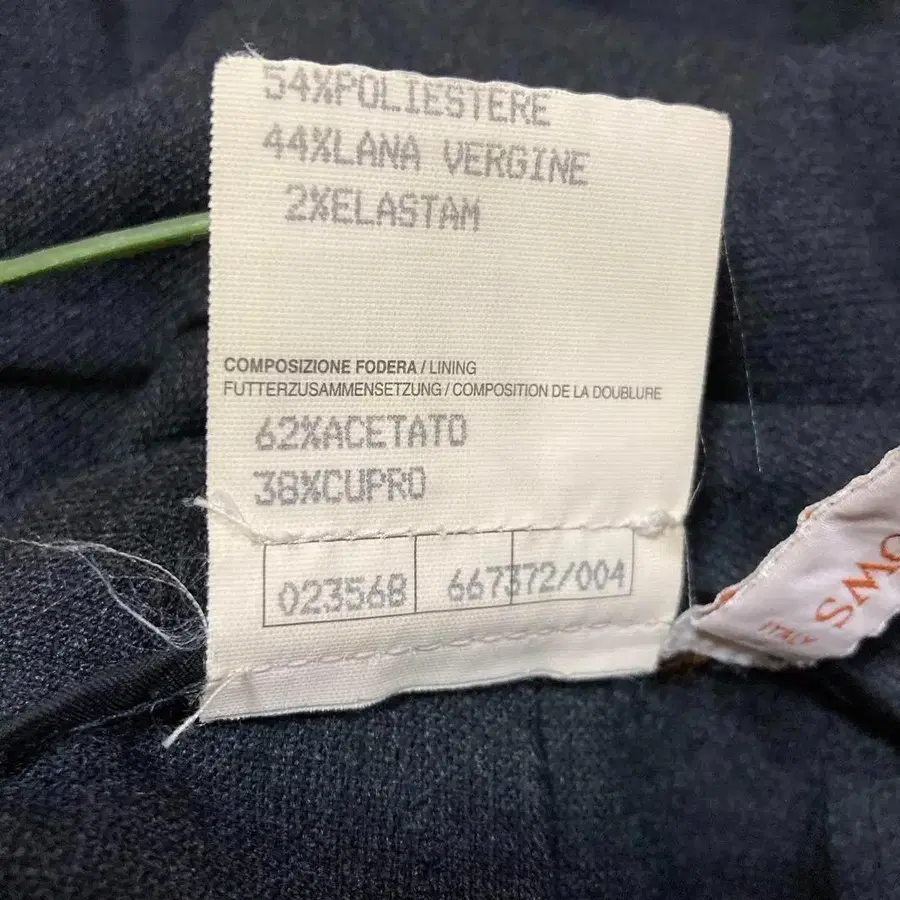 54%POLIESTERE
44%LANA VERGINE
2%ELASTAM
COMPOSIZIONE FODERA / LINING
FUTTERZUSAMMENSETZUNG / COMPOSITION DE LA DOUBLURE
62%ACETATO
38%CUPRO
023568 667372/004
ITALY